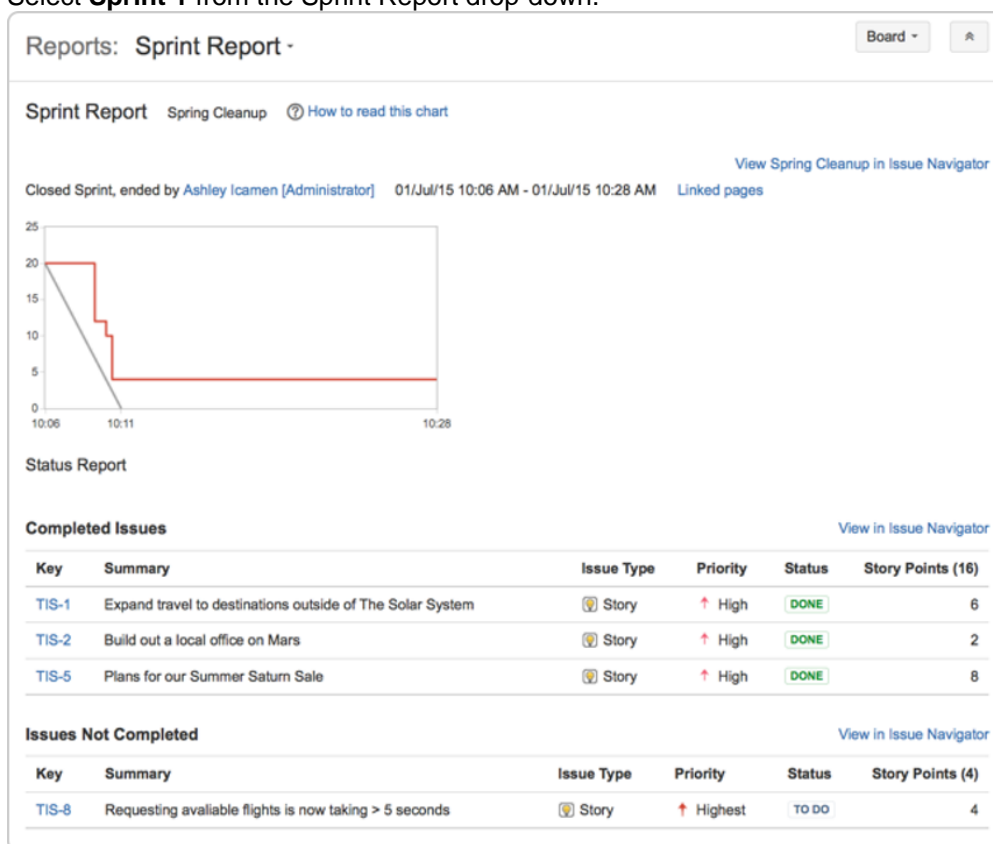 Select Sprint 1 from the Sprint Report drop-down.
Reports: Sprint Report
Board
Sprint Report Spring Cleanup ? How to read this chart
View Spring Cleanup in Issue Navigator
Closed Sprint, ended by Ashley Icamen [Administrator] 01/Jul/15 10:06 AM - 01/Jul/15 10:28 AM Linked pages
25
20
15
10
5
0
10:06 10:11 10:28
Status Report
Completed Issues View in Issue Navigator
Key Summary Issue Type Priority Status Story Points (16)
TIS-1 Expand travel to destinations outside of The Solar System Story High DONE 6
TIS-2 Build out a local office on Mars Story High DONE 2
TIS-5 Plans for our Summer Saturn Sale Story High DONE 8
Issues Not Completed View in Issue Navigator
Key Summary Issue Type Priority Status Story Points (4)
TIS-8 Requesting avaliable flights is now taking > 5 seconds Story Highest TO DO 4